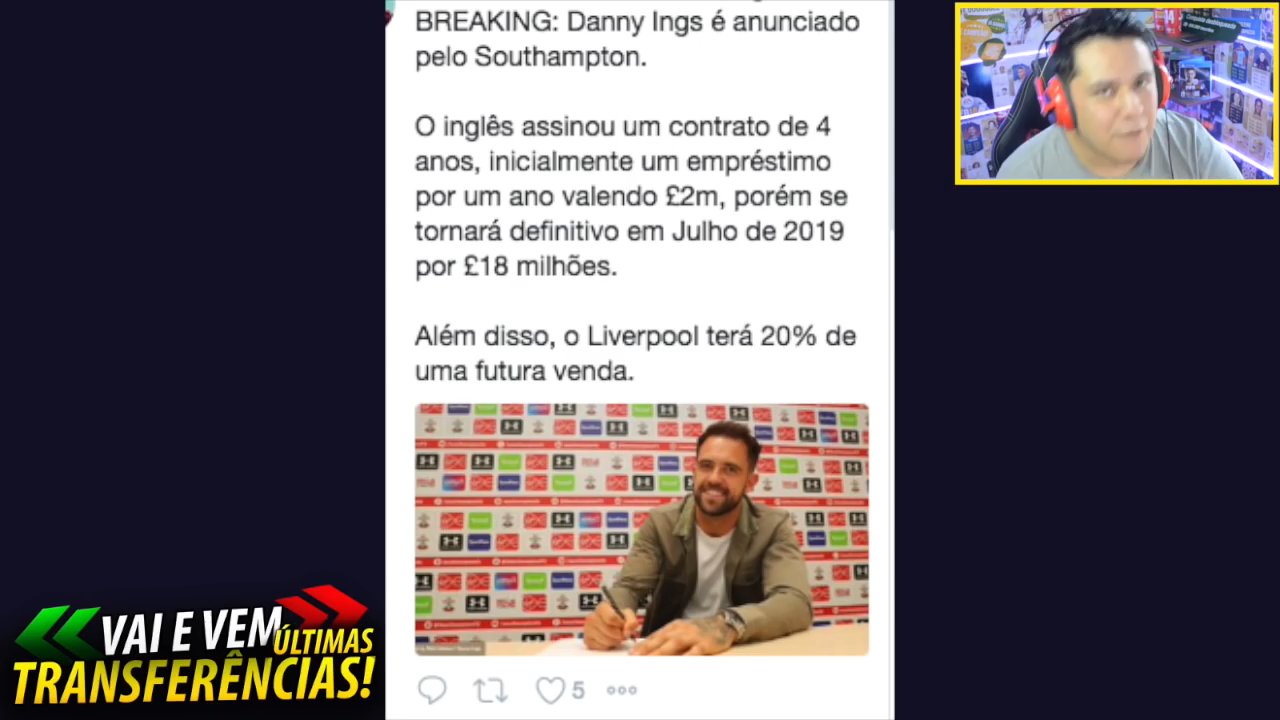 BREAKING: Danny Ings é anunciado
pelo Southampton.
O inglês assinou um contrato de 4
anos, inicialmente um empréstimo
por um ano valendo £2m, porém se
tornará definitivo em Julho de 2019
por £18 milhões.
Além disso, o Liverpool terá 20% de
uma futura venda.
5
VAI E VEM
ÚLTIMAS
TRANSFERÊNCIAS!